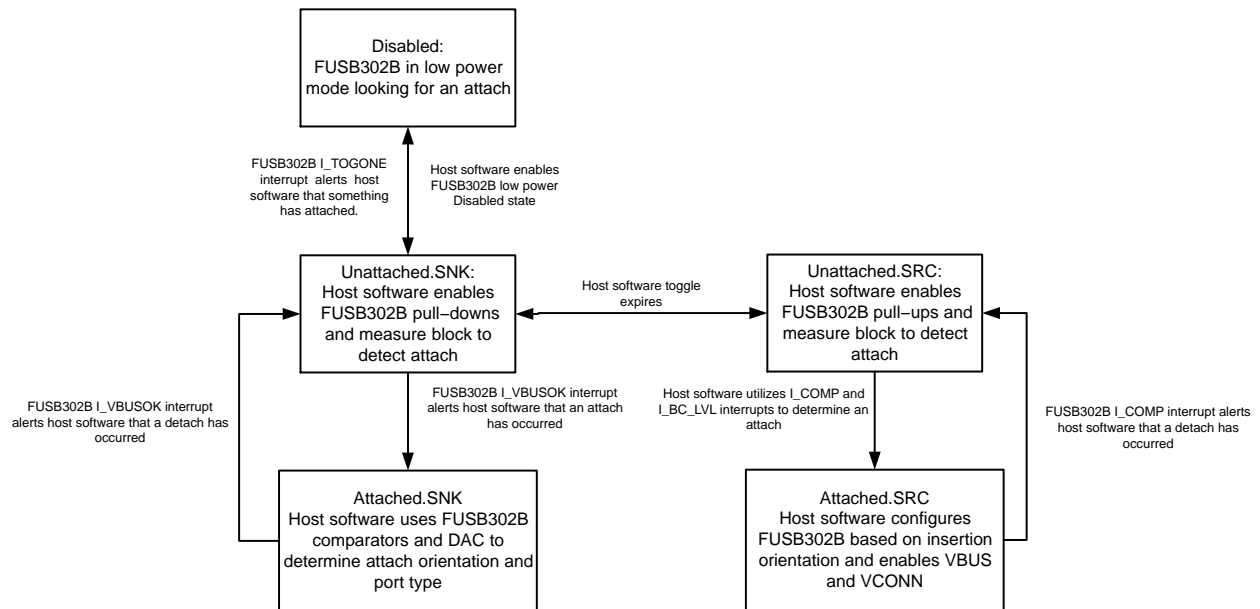 Disabled:
FUSB302B in low power
mode looking for an attach
FUSB302B I_TOGONE
interrupt alerts host
software that something
has attached.
Host software enables
FUSB302B low power
Disabled state
Unattached.SNK:
Host software enables
FUSB302B pull−downs
and measure block to
detect attach
Host software toggle
expires
Unattached.SRC:
Host software enables
FUSB302B pull−ups and
measure block to detect
attach
FUSB302B I_VBUSOK interrupt
alerts host software that a detach has
occurred
FUSB302B I_VBUSOK interrupt
alerts host software that an attach
has occurred
Host software utilizes I_COMP and
I_BC_LVL interrupts to determine an
attach
FUSB302B I_COMP interrupt alerts
host software that a detach has
occurred
Attached.SNK
Host software uses FUSB302B
comparators and DAC to
determine attach orientation and
port type
Attached.SRC
Host software configures
FUSB302B based on insertion
orientation and enables VBUS
and VCONN